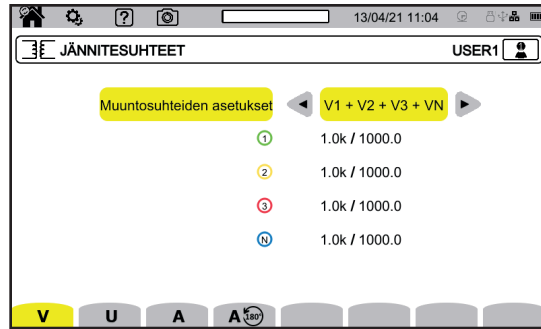 ? 13/04/21 11:04
JÄNNITESUHTEET USER1
Muuntosuhteiden asetukset V1 + V2 + V3 + VN
1 1.0k / 1000.0
2 1.0k / 1000.0
3 1.0k / 1000.0
N 1.0k / 1000.0
V U A A 180°